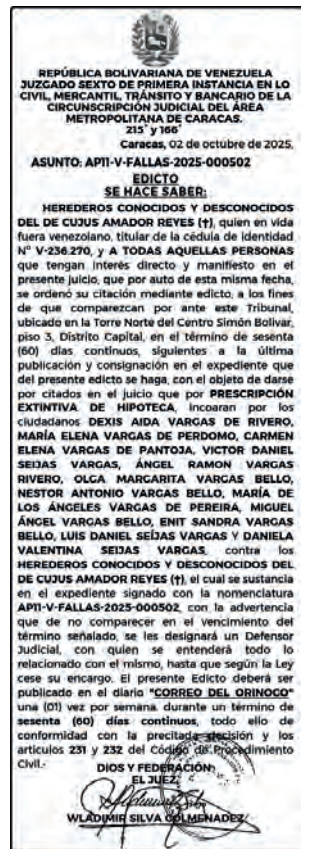 REPÚBLICA BOLIVARIANA DE VENEZUELA
JUZGADO SEXTO DE PRIMERA INSTANCIA EN LO
CIVIL, MERCANTIL, TRÁNSITO Y BANCARIO DE LA
CIRCUNSCRIPCIÓN JUDICIAL DEL ÁREA
METROPOLITANA DE CARACAS.
215° y 166°
Caracas, 02 de octubre de 2025.
ASUNTO: AP11-V-FALLAS-2025-000502
EDICTO
SE HACE SABER:
HEREDEROS CONOCIDOS Y DESCONOCIDOS
DEL DE CUJUS AMADOR REYES (†), quien en vida
fuera venezolano, titular de la cédula de identidad
N° V-236.270, y A TODAS AQUELLAS PERSONAS
que tengan interés directo y manifiesto en el
presente juicio, que por auto de esta misma fecha,
se ordenó su citación mediante edicto, a los fines
de que comparezcan por ante este Tribunal,
ubicado en la Torre Norte del Centro Simón Bolívar,
piso 3, Distrito Capital, en el término de sesenta
(60) días continuos, siguientes a la última
publicación y consignación en el expediente que
del presente edicto se haga, con el objeto de darse
por citados en el juicio que por PRESCRIPCIÓN
EXTINTIVA DE HIPOTECA, incoaran por los
ciudadanos DEXIS AIDA VARGAS DE RIVERO,
MARÍA ELENA VARGAS DE PERDOMO, CARMEN
ELENA VARGAS DE PANTOJA, VICTOR DANIEL
SEIJAS VARGAS, ÁNGEL RAMON VARGAS
RIVERO, OLGA MARGARITA VARGAS BELLO,
NESTOR ANTONIO VARGAS BELLO, MARÍA DE
LOS ÁNGELES VARGAS DE PEREIRA, MIGUEL
ÁNGEL VARGAS BELLO, ENIT SANDRA VARGAS
BELLO, LUIS DANIEL SEÍJAS VARGAS Y DANIELA
VALENTINA SEIJAS VARGAS, contra los
HEREDEROS CONOCIDOS Y DESCONOCIDOS DEL
DE CUJUS AMADOR REYES (†), el cual se sustancia
en el expediente signado con la nomenclatura
AP11-V-FALLAS-2025-000502, con la advertencia
que de no comparecer en el vencimiento del
término señalado, se les designará un Defensor
Judicial, con quien se entenderá todo lo
relacionado con el mismo, hasta que según la Ley
cese su encargo. El presente Edicto deberá ser
publicado en el diario "CORREO DEL ORINOCO"
una (01) vez por semana, durante un término de
sesenta (60) días continuos, todo ello de
conformidad con la precitada decisión y los
artículos 231 y 232 del Código de Procedimiento
Civil.-
DIOS Y FEDERACIÓN
EL JUEZ,
WLADIMIR SILVA COLMENADEZ